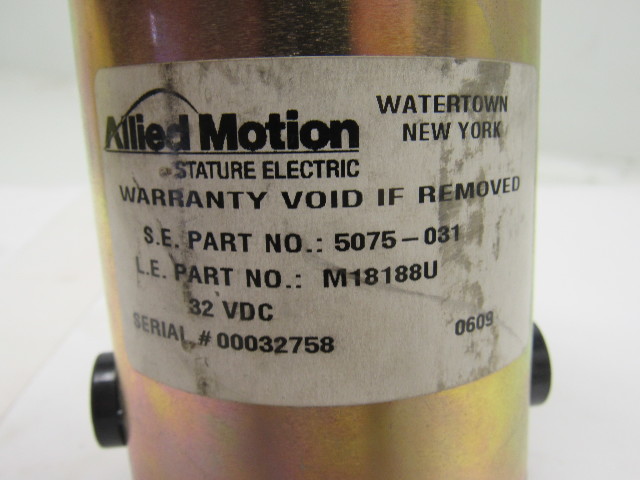 Allied Motion
STATURE ELECTRIC
WATERTOWN
NEW YORK
WARRANTY VOID IF REMOVED
S.E. PART NO.: 5075-031
L.E. PART NO.: M18188U
32 VDC
SERIAL # 00032758
0609